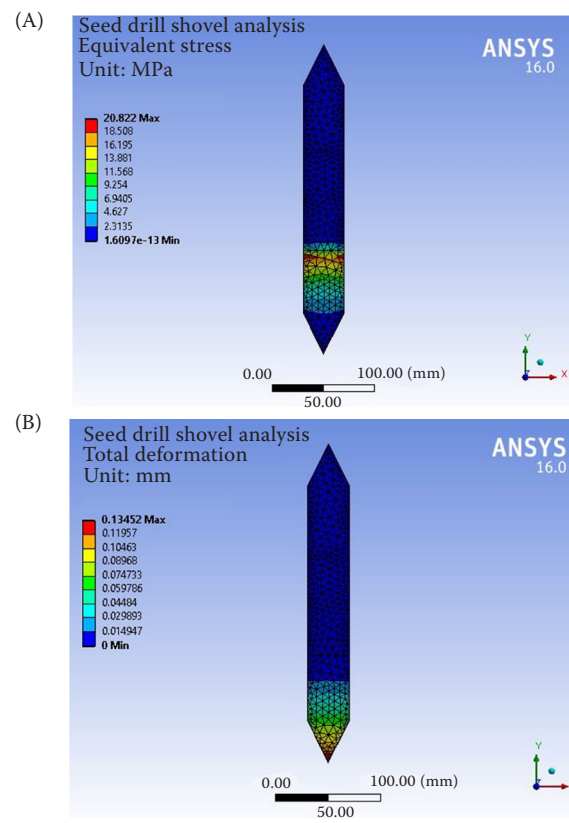 (A)
Seed drill shovel analysis
Equivalent stress
Unit: MPa
ANSYS
16.0
20.822 Max
18.508
16.195
13.881
11.568
9.254
6.9405
4.627
2.3135
1.6097e-13 Min
0.00
100.00 (mm)
50.00
Y
X
(B)
Seed drill shovel analysis
Total deformation
Unit: mm
ANSYS
16.0
0.13452 Max
0.11957
0.10463
0.08968
0.074733
0.059786
0.04484
0.029893
0.014947
0 Min
0.00
100.00 (mm)
50.00
Y